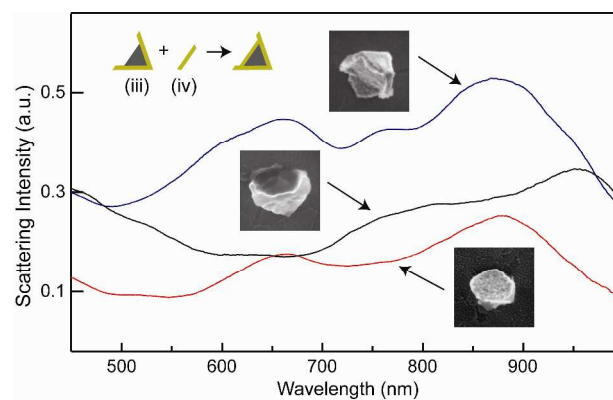 +
(iii) (iv)
0.5
0.3
0.1
Scattering Intensity (a.u.)
500 600 700 800 900
Wavelength (nm)